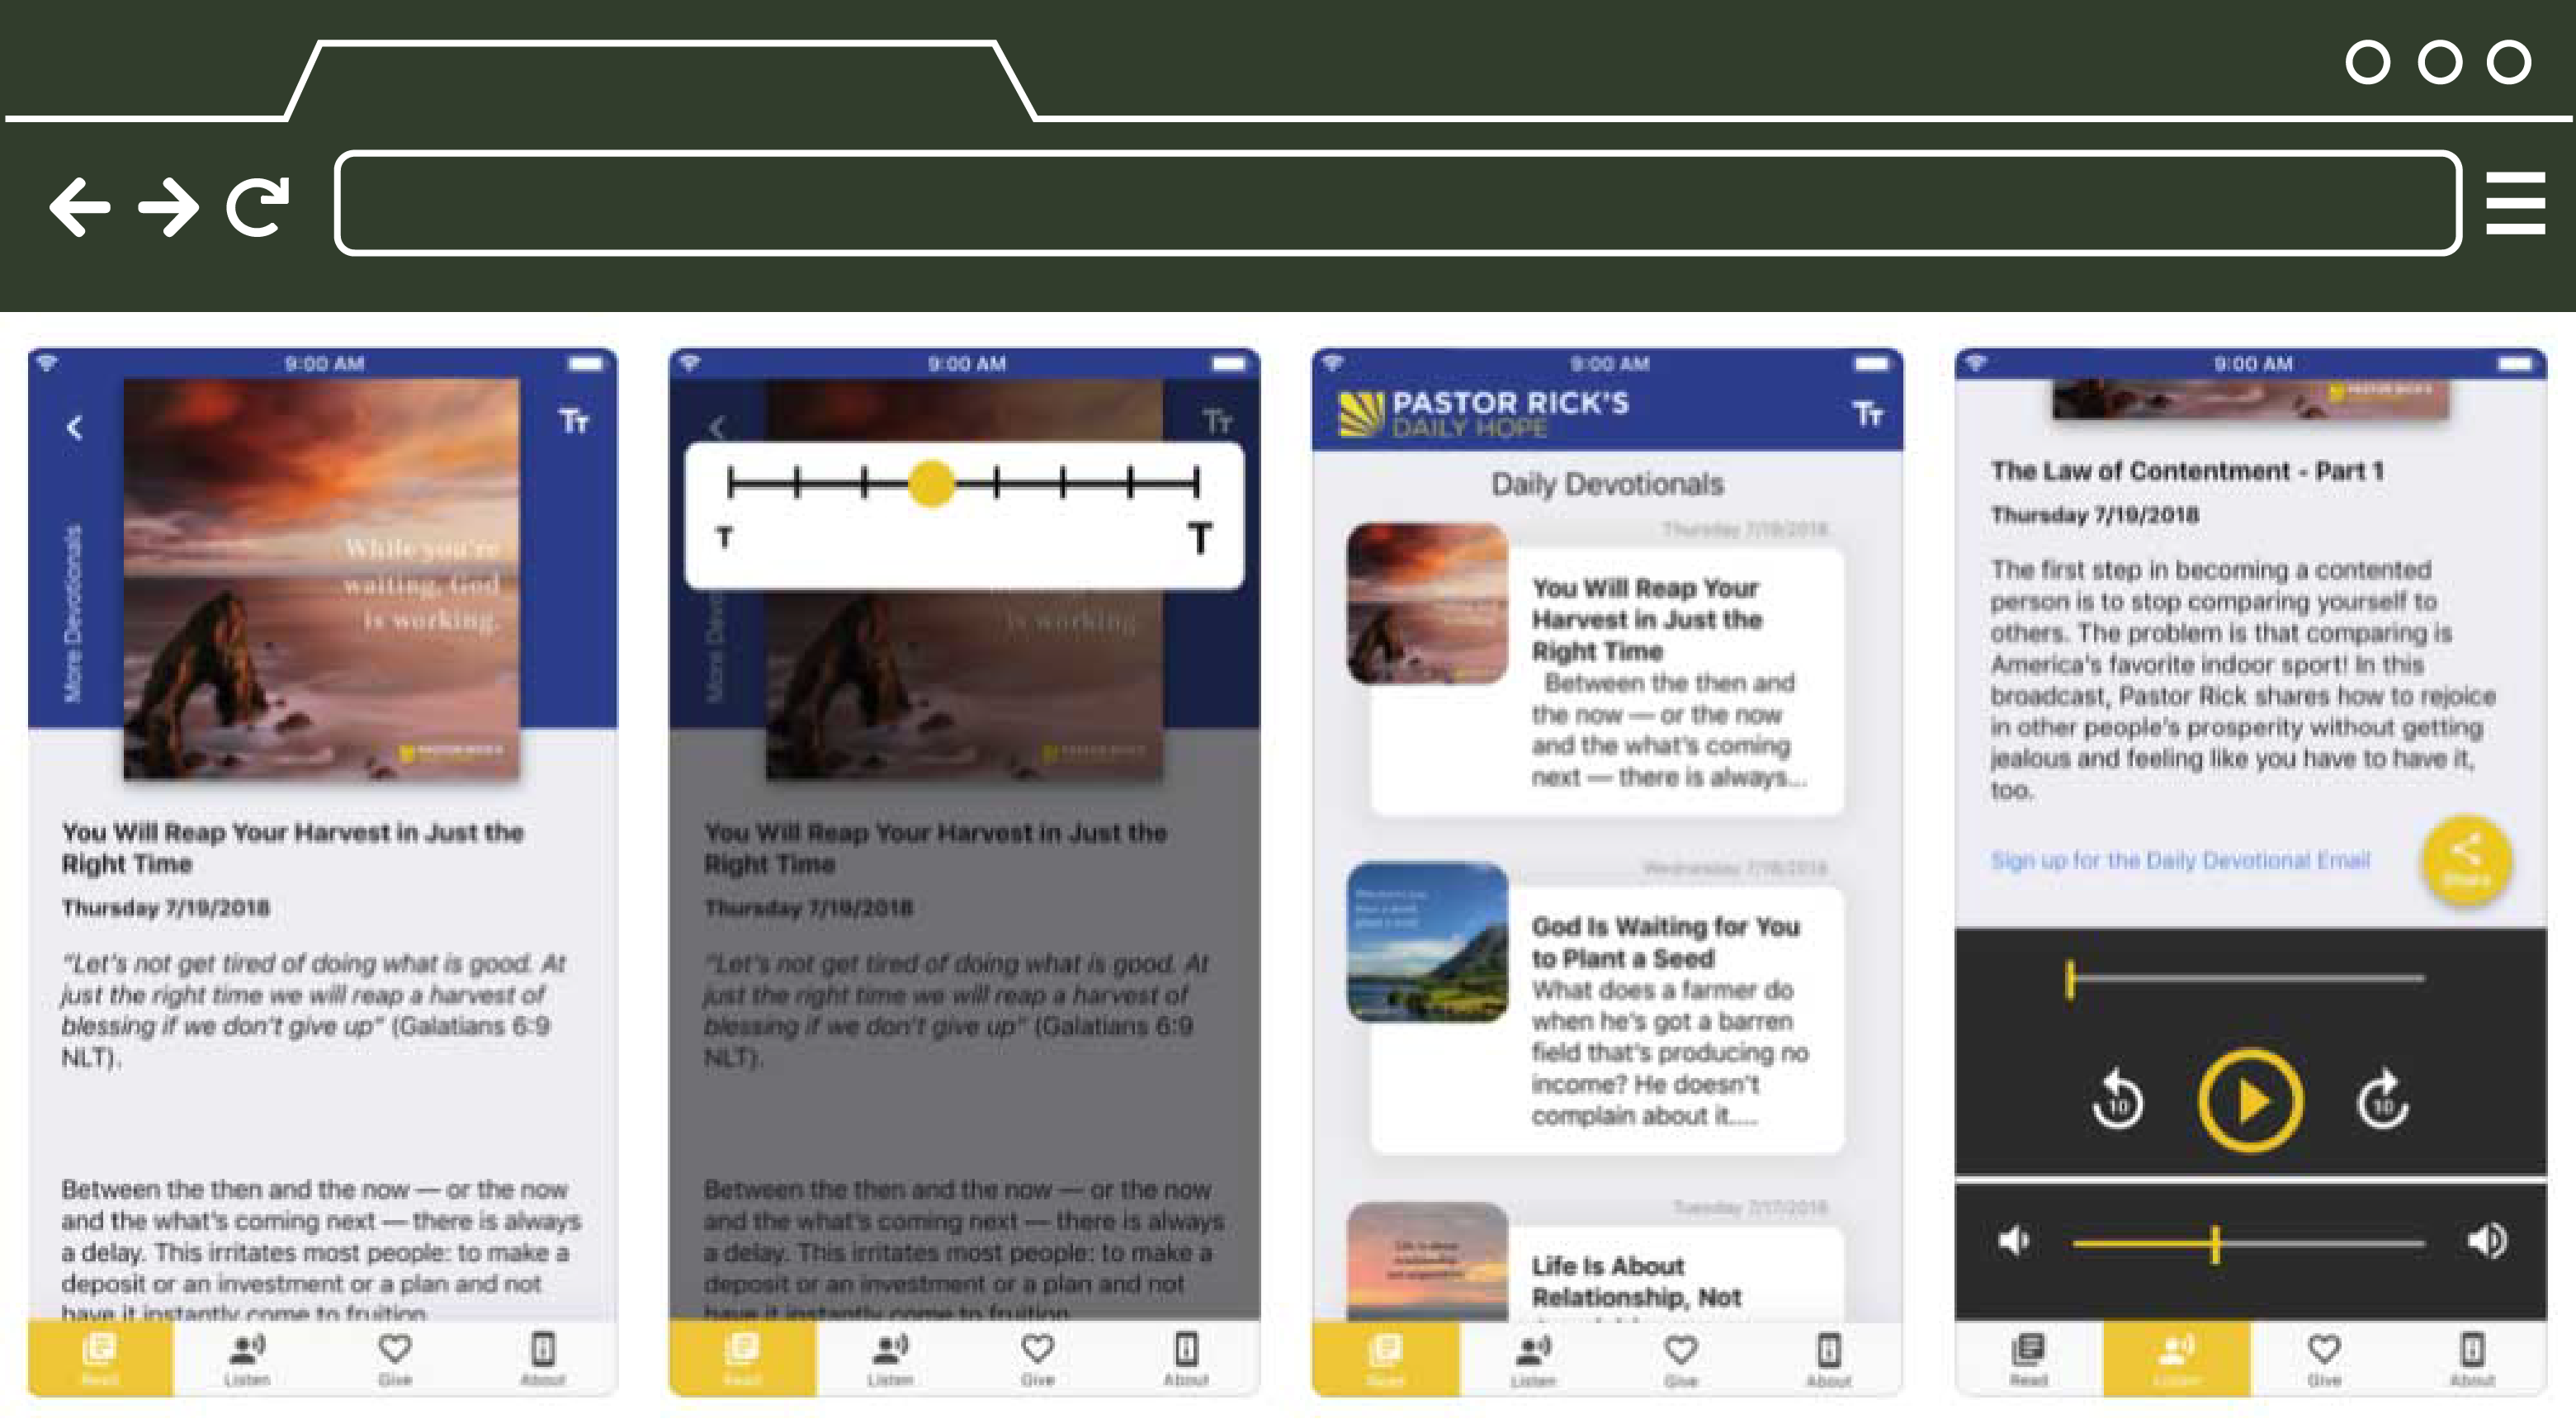 9:00 AM
More Devotionals
Tт
While you're
waiting, God
is working.
PASTOR RICK'S
You Will Reap Your Harvest in Just the
Right Time
Thursday 7/19/2018
"Let's not get tired of doing what is good. At
just the right time we will reap a harvest of
blessing if we don't give up" (Galatians 6:9
NLT).
Between the then and the now — or the now
and the what's coming next — there is always
a delay. This irritates most people: to make a
deposit or an investment or a plan and not
have it instantly come to fruition
Read
Listen
Give
About
9:00 AM
Tт
T
T
More Devo
is working.
PASTOR RICK'S
You Will Reap Your Harvest in Just the
Right Time
Thursday 7/19/2018
"Let's not get tired of doing what is good. At
just the right time we will reap a harvest of
blessing if we don't give up" (Galatians 6:9
NLT).
Between the then and the now — or the now
and the what's coming next — there is always
a delay. This irritates most people: to make a
deposit or an investment or a plan and not
have it instantly come to fruition
Read
Listen
Give
About
9:00 AM
PASTOR RICK'S
DAILY HOPE
Tт
Daily Devotionals
Thursday 7/19/2018
You Will Reap Your
Harvest in Just the
Right Time
Between the then and
the now — or the now
and the what's coming
next — there is always...
Wednesday 7/18/2018
God Is Waiting for You
to Plant a Seed
What does a farmer do
when he's got a barren
field that's producing no
income? He doesn't
complain about it....
Tuesday 7/17/2018
Life Is About
Relationship, Not
Read
Listen
Give
About
9:00 AM
PASTOR RICK'S
The Law of Contentment - Part 1
Thursday 7/19/2018
The first step in becoming a contented
person is to stop comparing yourself to
others. The problem is that comparing is
America's favorite indoor sport! In this
broadcast, Pastor Rick shares how to rejoice
in other people's prosperity without getting
jealous and feeling like you have to have it,
too.
Sign up for the Daily Devotional Email
Share
10
10
Read
Listen
Give
About